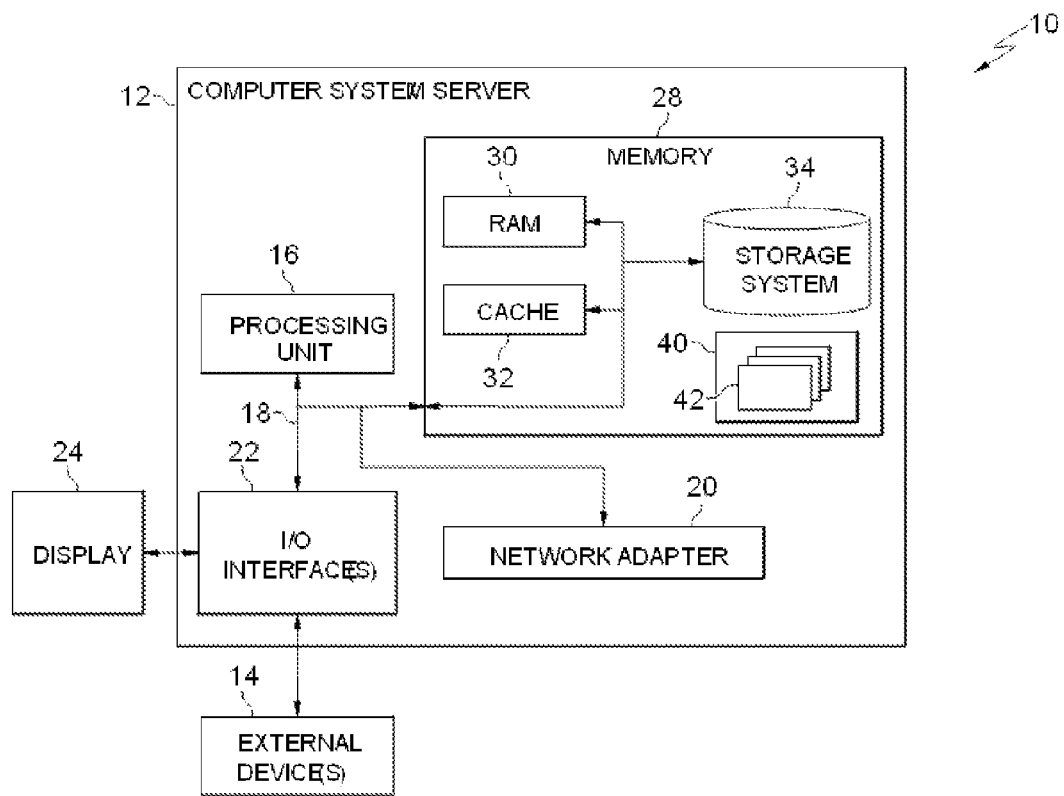 10
12
COMPUTER SYSTEM/ SERVER
28
MEMORY
30
RAM
34
STORAGE
SYSTEM
16
PROCESSING
UNIT
CACHE
32
40
42
18
24
22
20
DISPLAY
I/O
INTERFACE(S)
NETWORK ADAPTER
14
EXTERNAL
DEVICE(S)